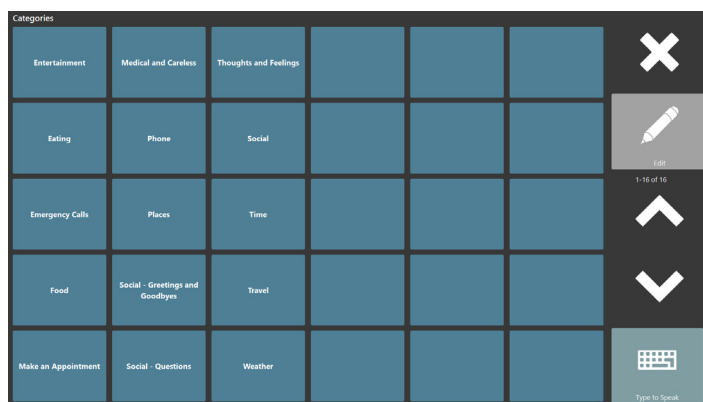 Categories
Entertainment
Medical and Careless
Thoughts and Feelings
Eating
Phone
Social
Edit
1-16 of 16
Emergency Calls
Places
Time
Food
Social - Greetings and
Goodbyes
Travel
Make an Appointment
Social - Questions
Weather
Type to Speak